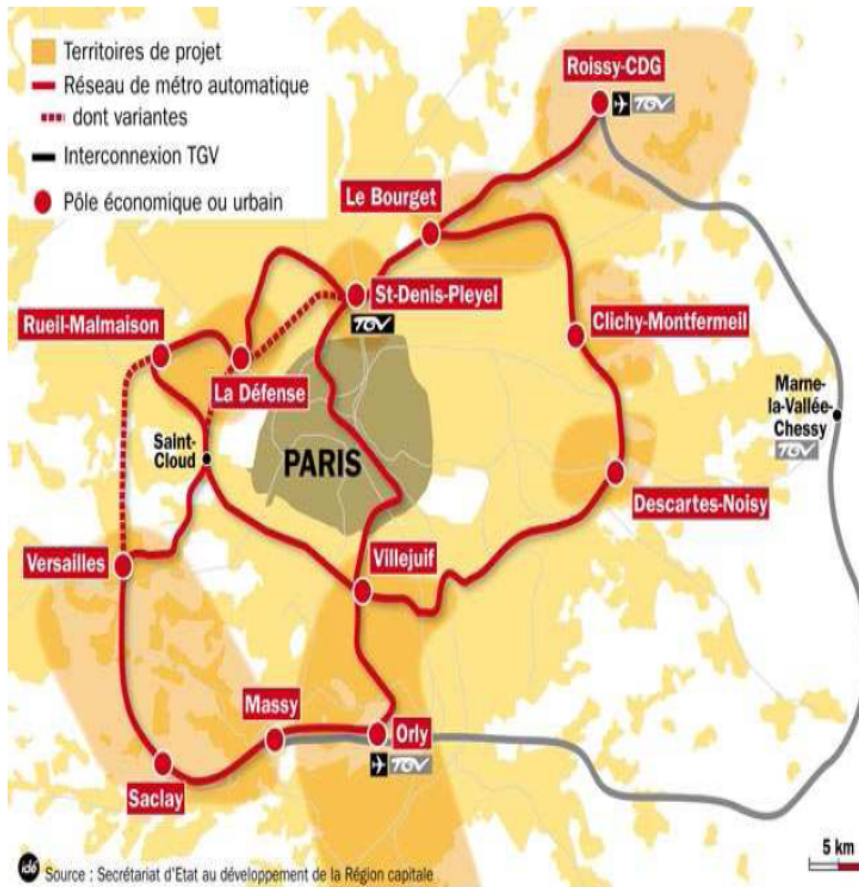 Territoires de projet
Réseau de métro automatique
dont variantes
Interconnexion TGV
Pôle économique ou urbain
Roissy-CDG
TGV
Le Bourget
St-Denis-Pleyel
TGV
Rueil-Malmaison
La Défense
Clichy-Montfermeil
Marne-
la-Vallée-
Chessy
TGV
Saint-
Cloud
PARIS
Descartes-Noisy
Versailles
Villejuif
Massy
Orly
TGV
Saclay
5 km
idé Source : Secrétariat d'Etat au développement de la Région capitale